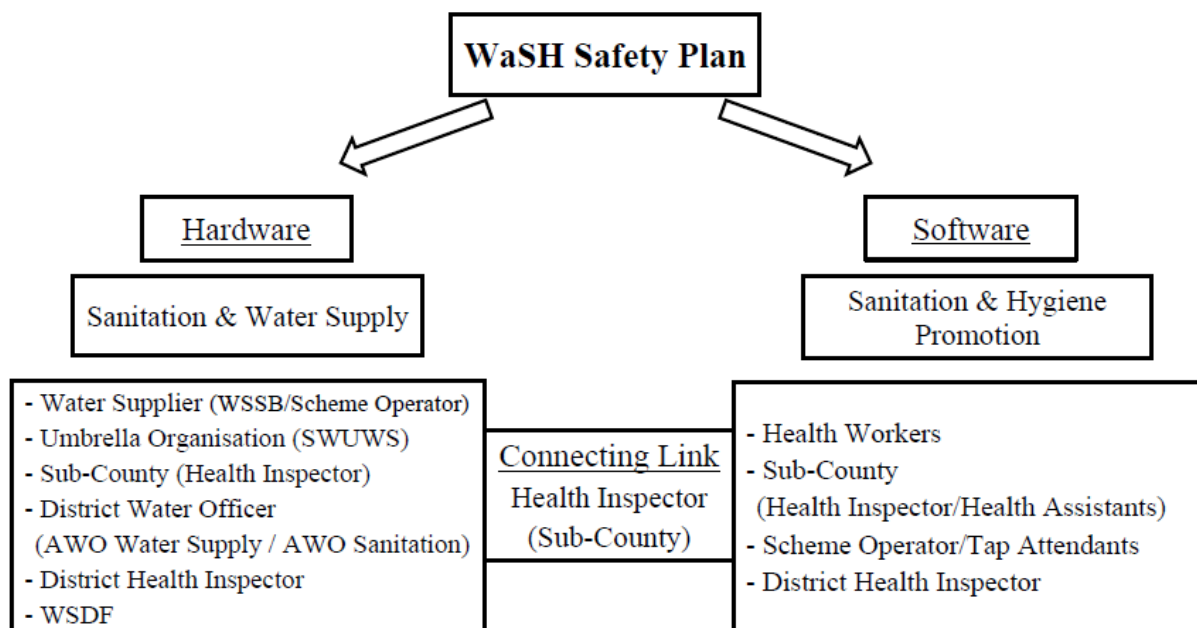 WaSH Safety Plan
Hardware
Sanitation & Water Supply
- Water Supplier (WSSB/Scheme Operator)
- Umbrella Organisation (SWUWS)
- Sub-County (Health Inspector)
- District Water Officer
(AWO Water Supply / AWO Sanitation)
- District Health Inspector
- WSDF
Connecting Link
Health Inspector
(Sub-County)
Software
Sanitation & Hygiene
Promotion
- Health Workers
- Sub-County
(Health Inspector/Health Assistants)
- Scheme Operator/Tap Attendants
- District Health Inspector